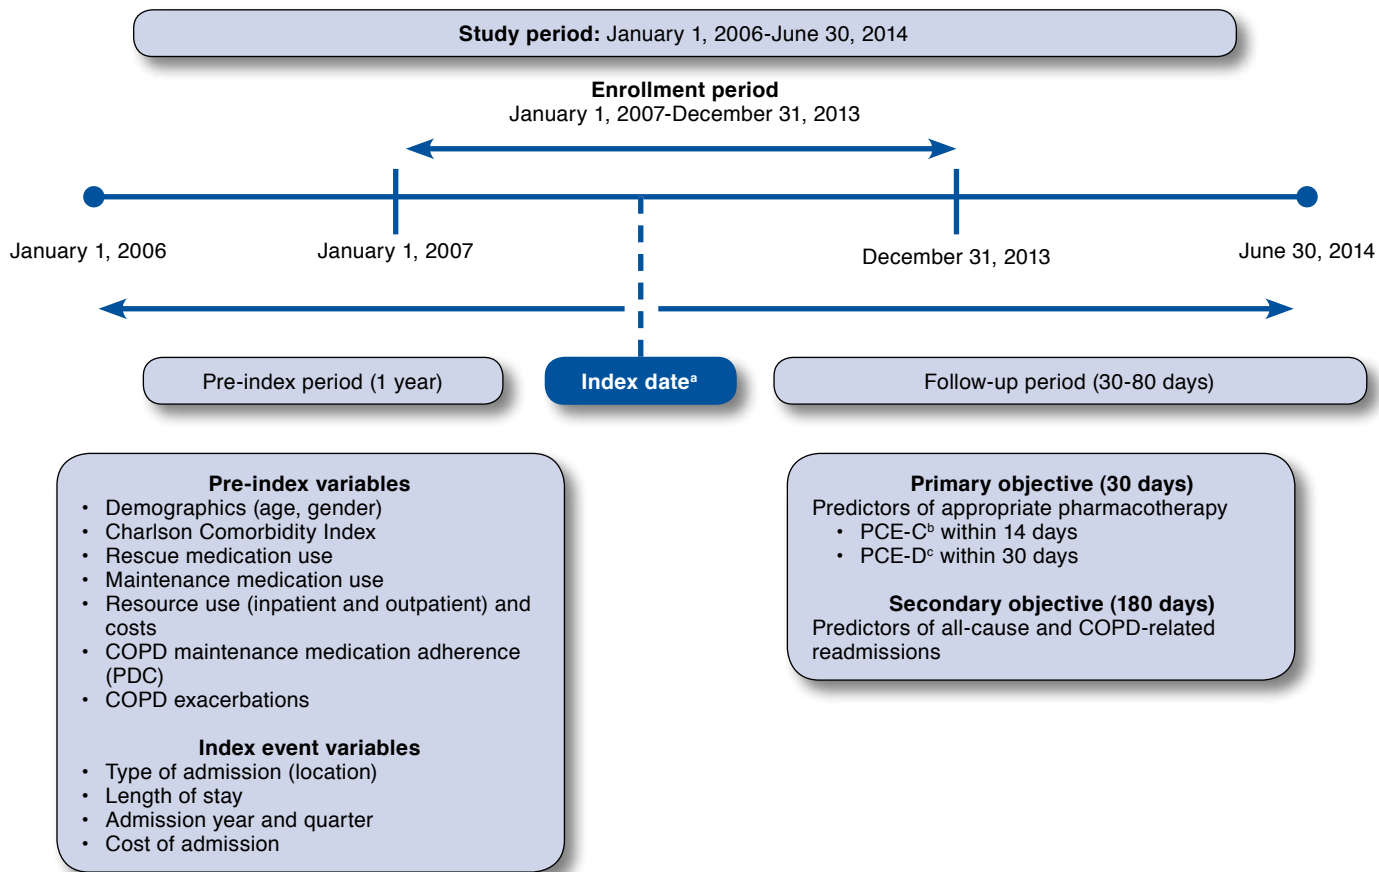 Study period: January 1, 2006-June 30, 2014
Enrollment period
January 1, 2007-December 31, 2013
January 1, 2006
January 1, 2007
December 31, 2013
June 30, 2014
Pre-index period (1 year)
Index dateᵃ
Follow-up period (30-80 days)
Pre-index variables
• Demographics (age, gender)
• Charlson Comorbidity Index
• Rescue medication use
• Maintenance medication use
• Resource use (inpatient and outpatient) and
costs
• COPD maintenance medication adherence
(PDC)
• COPD exacerbations
Index event variables
• Type of admission (location)
• Length of stay
• Admission year and quarter
• Cost of admission
Primary objective (30 days)
Predictors of appropriate pharmacotherapy
• PCE-Cᵇ within 14 days
• PCE-Dᶜ within 30 days
Secondary objective (180 days)
Predictors of all-cause and COPD-related
readmissions